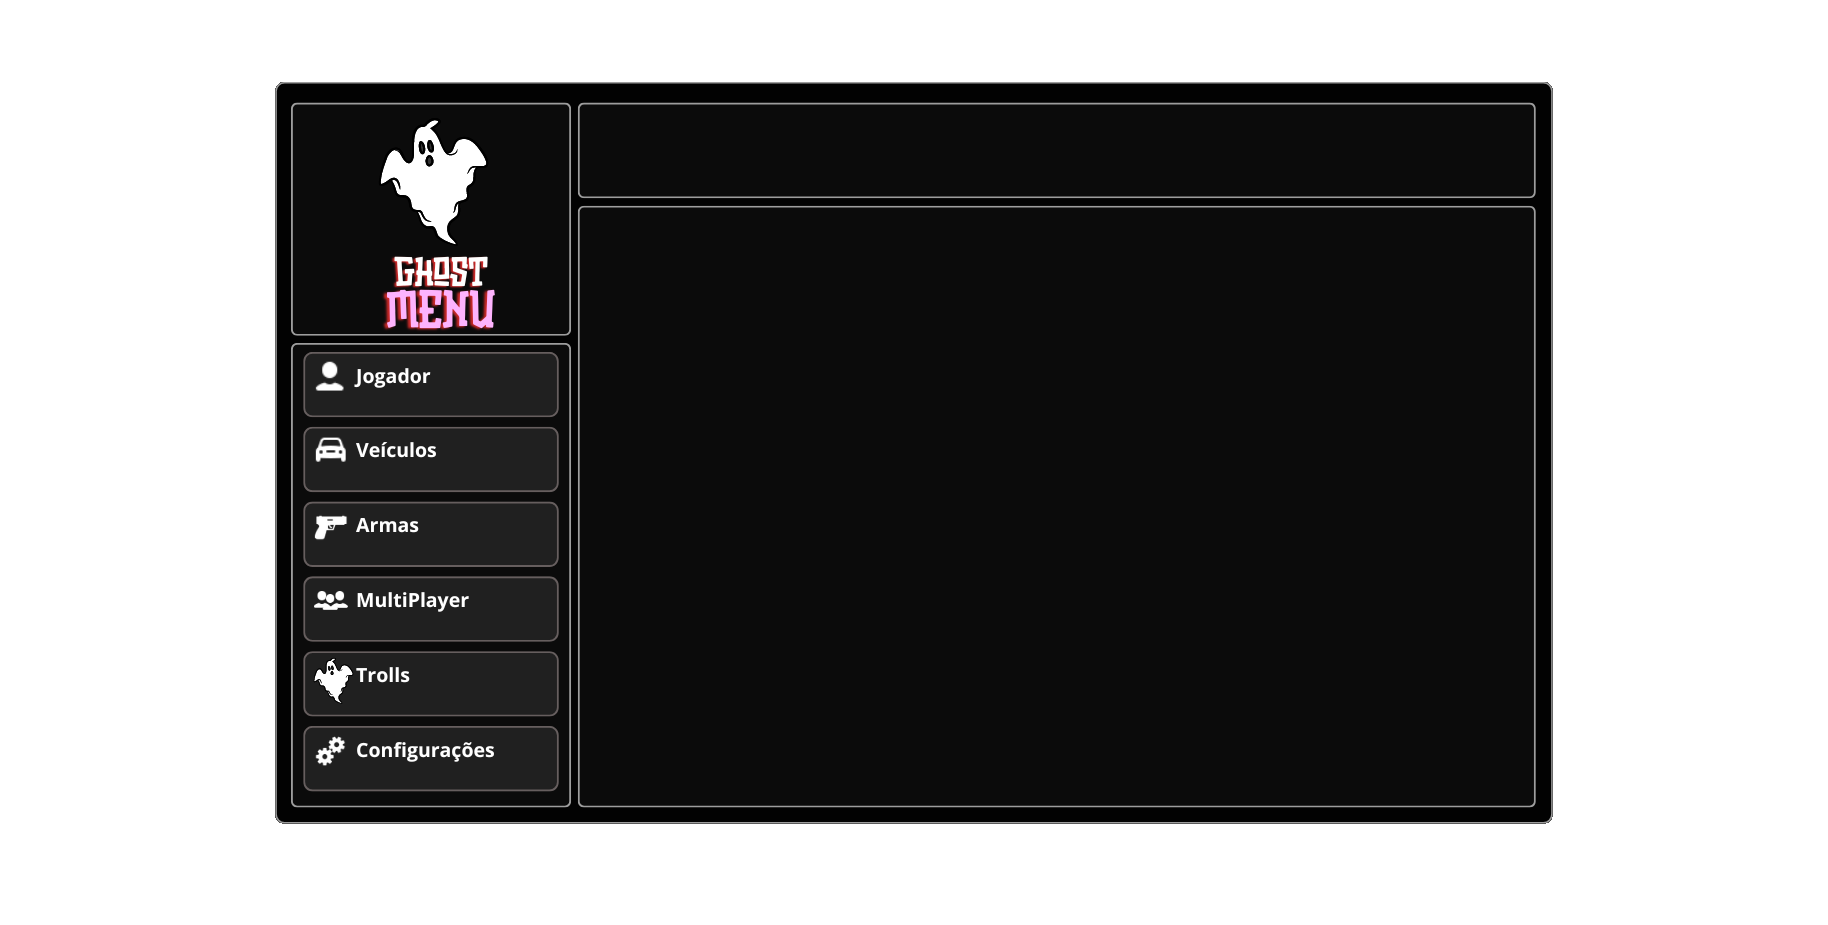 GHOST
MENU
Jogador
Veículos
Armas
MultiPlayer
Trolls
Configurações